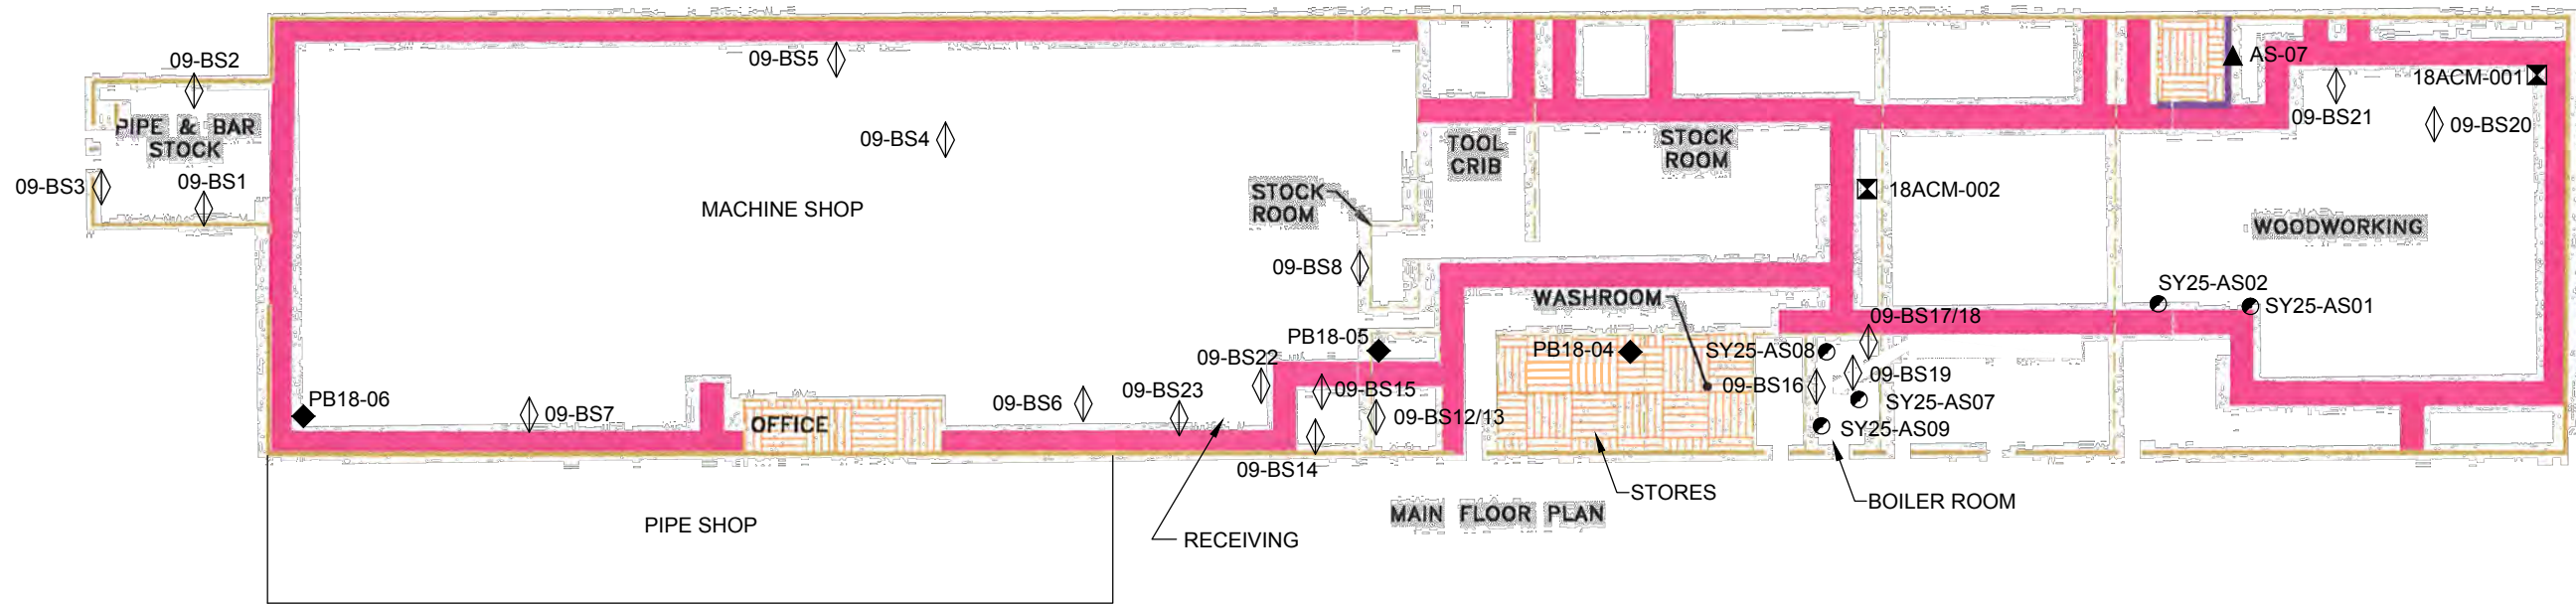 09-BS2
09-BS5
AS-07
18ACM-001
09-BS21
09-BS20
PIPE & BAR
STOCK
09-BS4
TOOL
CRIB
STOCK
ROOM
09-BS3
09-BS1
MACHINE SHOP
STOCK
ROOM
18ACM-002
WOODWORKING
09-BS8
WASHROOM
SY25-AS02
SY25-AS01
09-BS17/18
PB18-05
PB18-04
SY25-AS08
09-BS22
09-BS15
09-BS16
09-BS19
PB18-06
09-BS7
OFFICE
09-BS6
09-BS23
09-BS12/13
SY25-AS07
SY25-AS09
09-BS14
STORES
BOILER ROOM
MAIN FLOOR PLAN
PIPE SHOP
RECEIVING